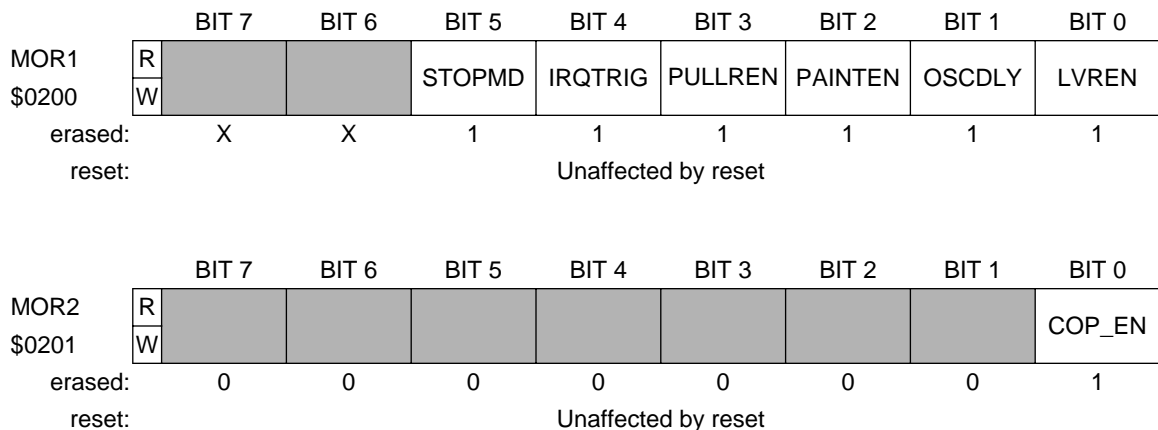 BIT 7 BIT 6 BIT 5 BIT 4 BIT 3 BIT 2 BIT 1 BIT 0
MOR1 R STOPMD IRQTRIG PULLREN PAINTEN OSCDLY LVREN
$0200 W
erased: X X 1 1 1 1 1 1
reset: Unaffected by reset
BIT 7 BIT 6 BIT 5 BIT 4 BIT 3 BIT 2 BIT 1 BIT 0
MOR2 R COP_EN
$0201 W
erased: 0 0 0 0 0 0 0 1
reset: Unaffected by reset